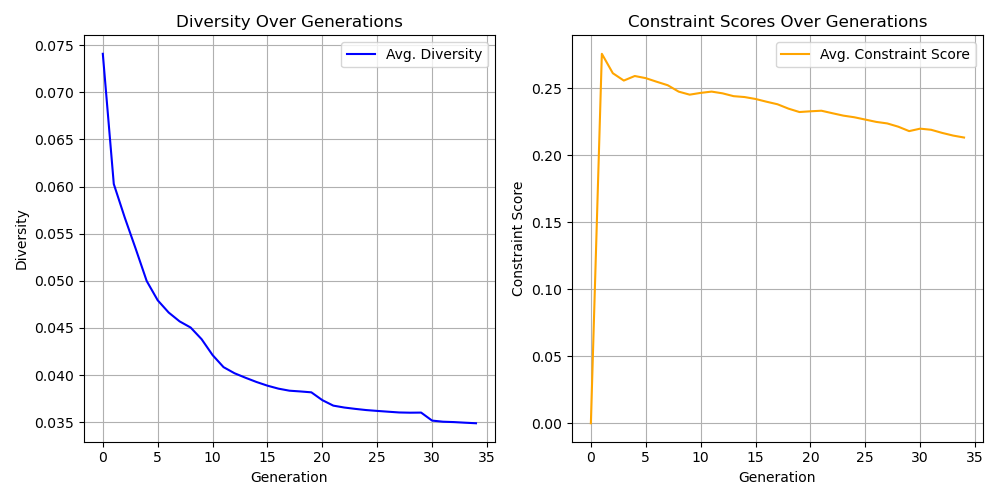 Diversity Over Generations
Avg. Diversity
0.075
0.070
0.065
0.060
0.055
0.050
0.045
0.040
0.035
Diversity
0 5 10 15 20 25 30 35
Generation
Constraint Scores Over Generations
Avg. Constraint Score
0.25
0.20
0.15
0.10
0.05
0.00
Constraint Score
0 5 10 15 20 25 30 35
Generation